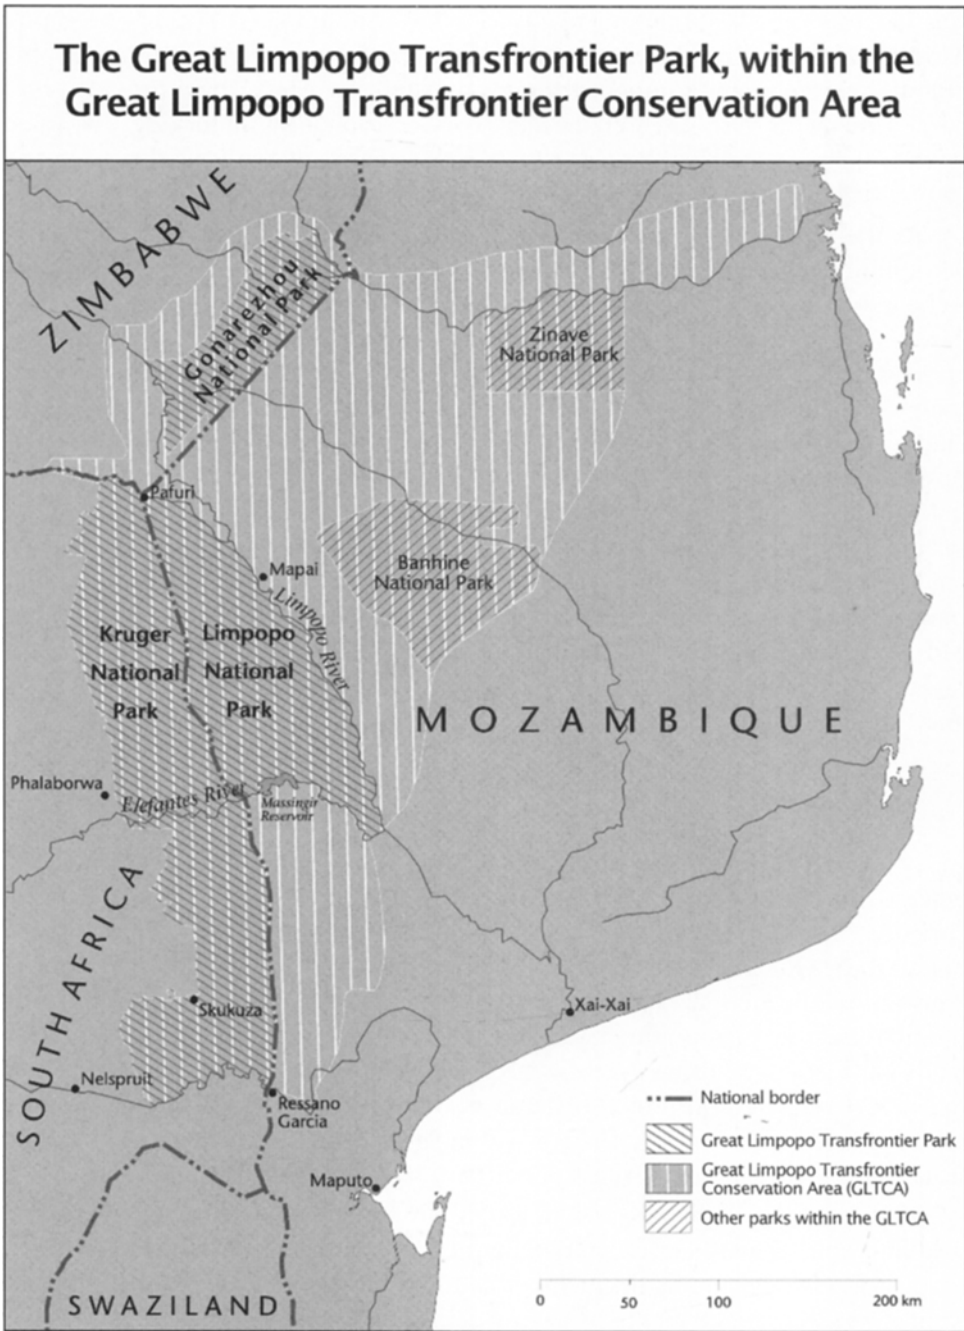 The Great Limpopo Transfrontier Park, within the
Great Limpopo Transfrontier Conservation Area
ZIMBABWE
Gonarezhou
National Park
Zinave
National Park
Pafuri
Mapai
Banhine
National Park
Limpopo River
Kruger
National
Park
Limpopo
National
Park
MOZAMBIQUE
Phalaborwa
Elefantes River
Massingir
Reservoir
SOUTH AFRICA
Skukuza
Xai-Xai
Nelspruit
Ressano
Garcia
Maputo
SWAZILAND
National border
Great Limpopo Transfrontier Park
Great Limpopo Transfrontier
Conservation Area (GLTCA)
Other parks within the GLTCA
0 50 100 200 km